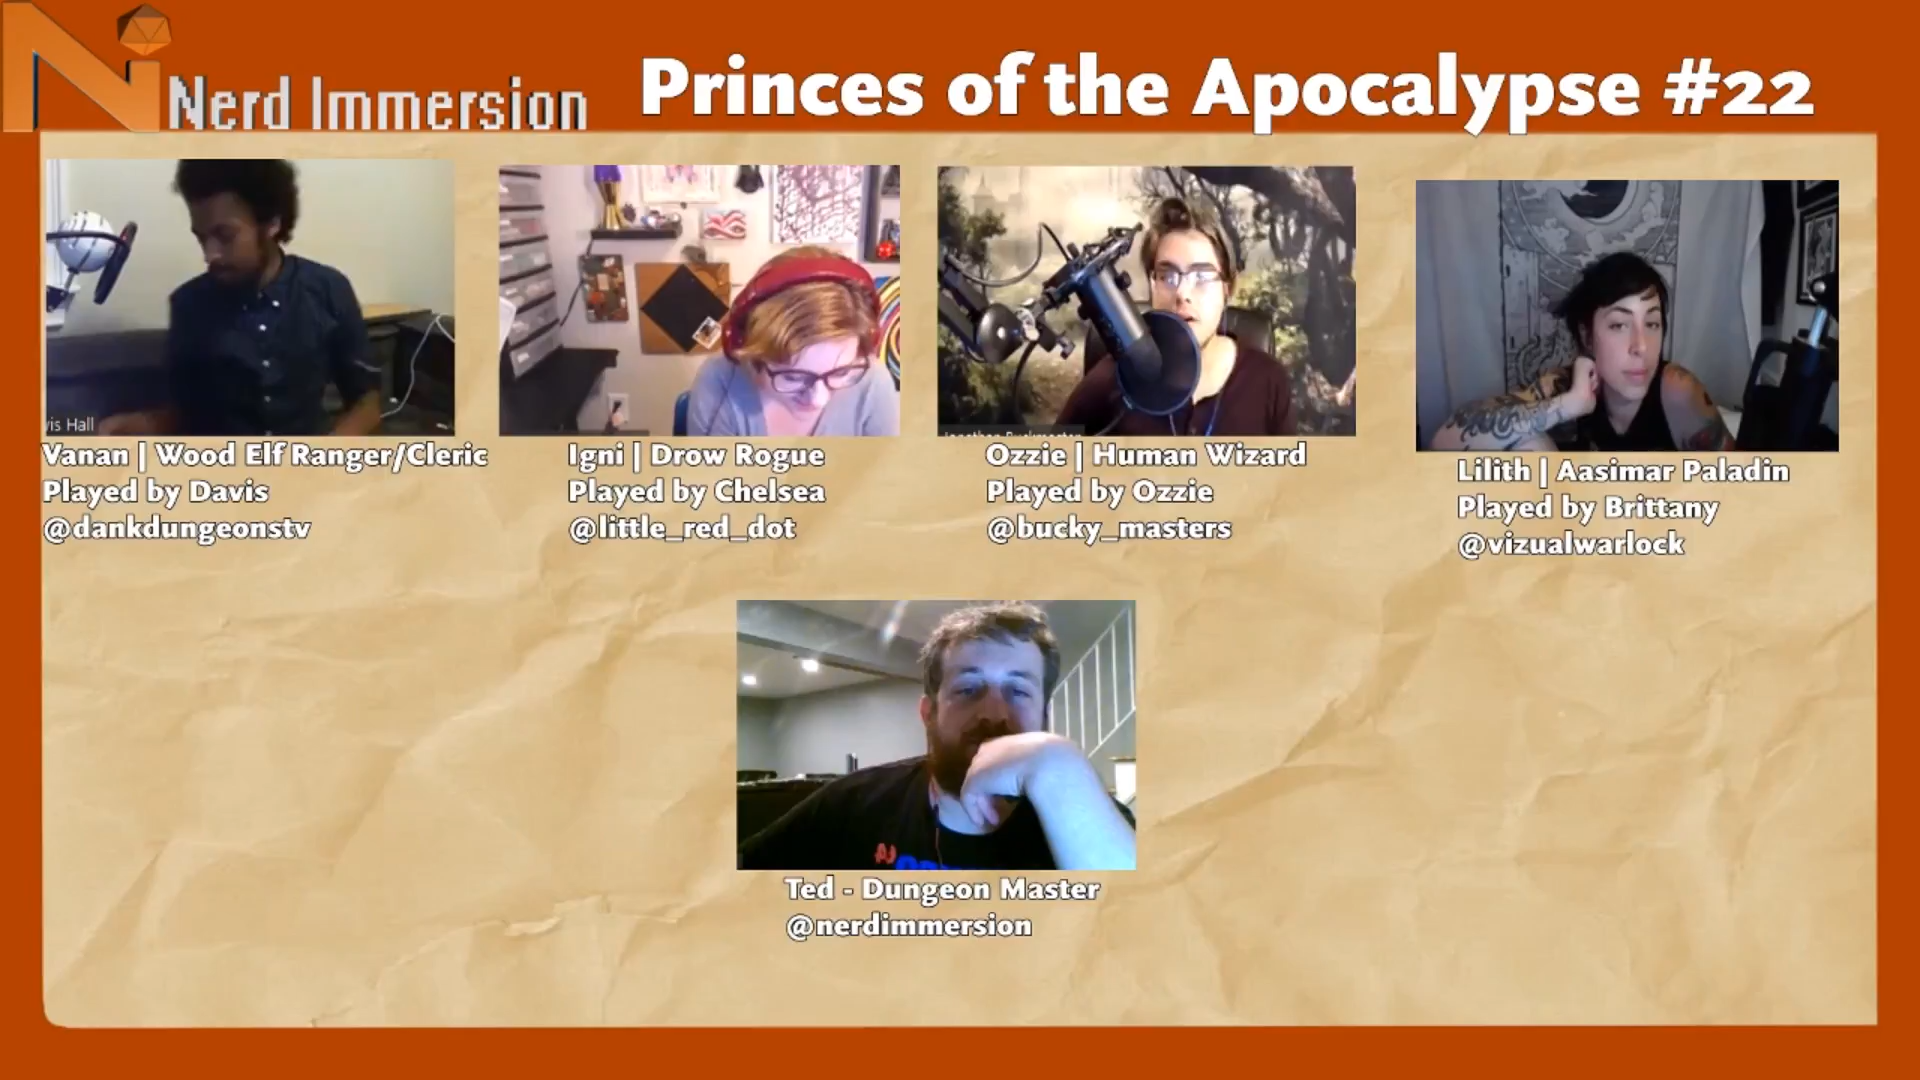 Nerd Immersion
Princes of the Apocalypse #22
vis Hall
Vanan | Wood Elf Ranger/Cleric
Played by Davis
@dankdungeonstv
Igni | Drow Rogue
Played by Chelsea
@little_red_dot
Ozzie | Human Wizard
Played by Ozzie
@bucky_masters
Lilith | Aasimar Paladin
Played by Brittany
@vizualwarlock
Ted - Dungeon Master
@nerdimmersion